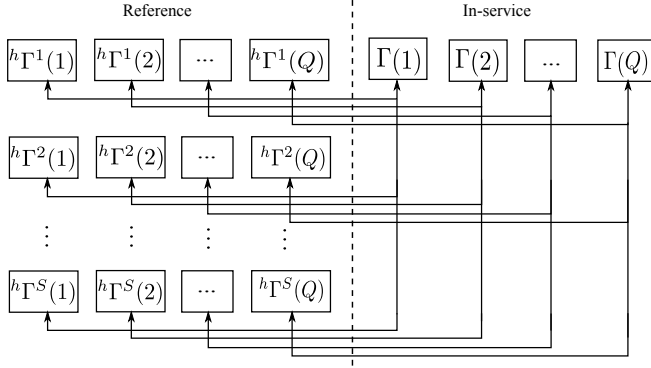 Reference In-service
ʰΓ¹(1) ʰΓ¹(2) ... ʰΓ¹(Q) Γ(1) Γ(2) ... Γ(Q)
ʰΓ²(1) ʰΓ²(2) ... ʰΓ²(Q)
⋮ ⋮ ⋮ ⋮
ʰΓˢ(1) ʰΓˢ(2) ... ʰΓˢ(Q)